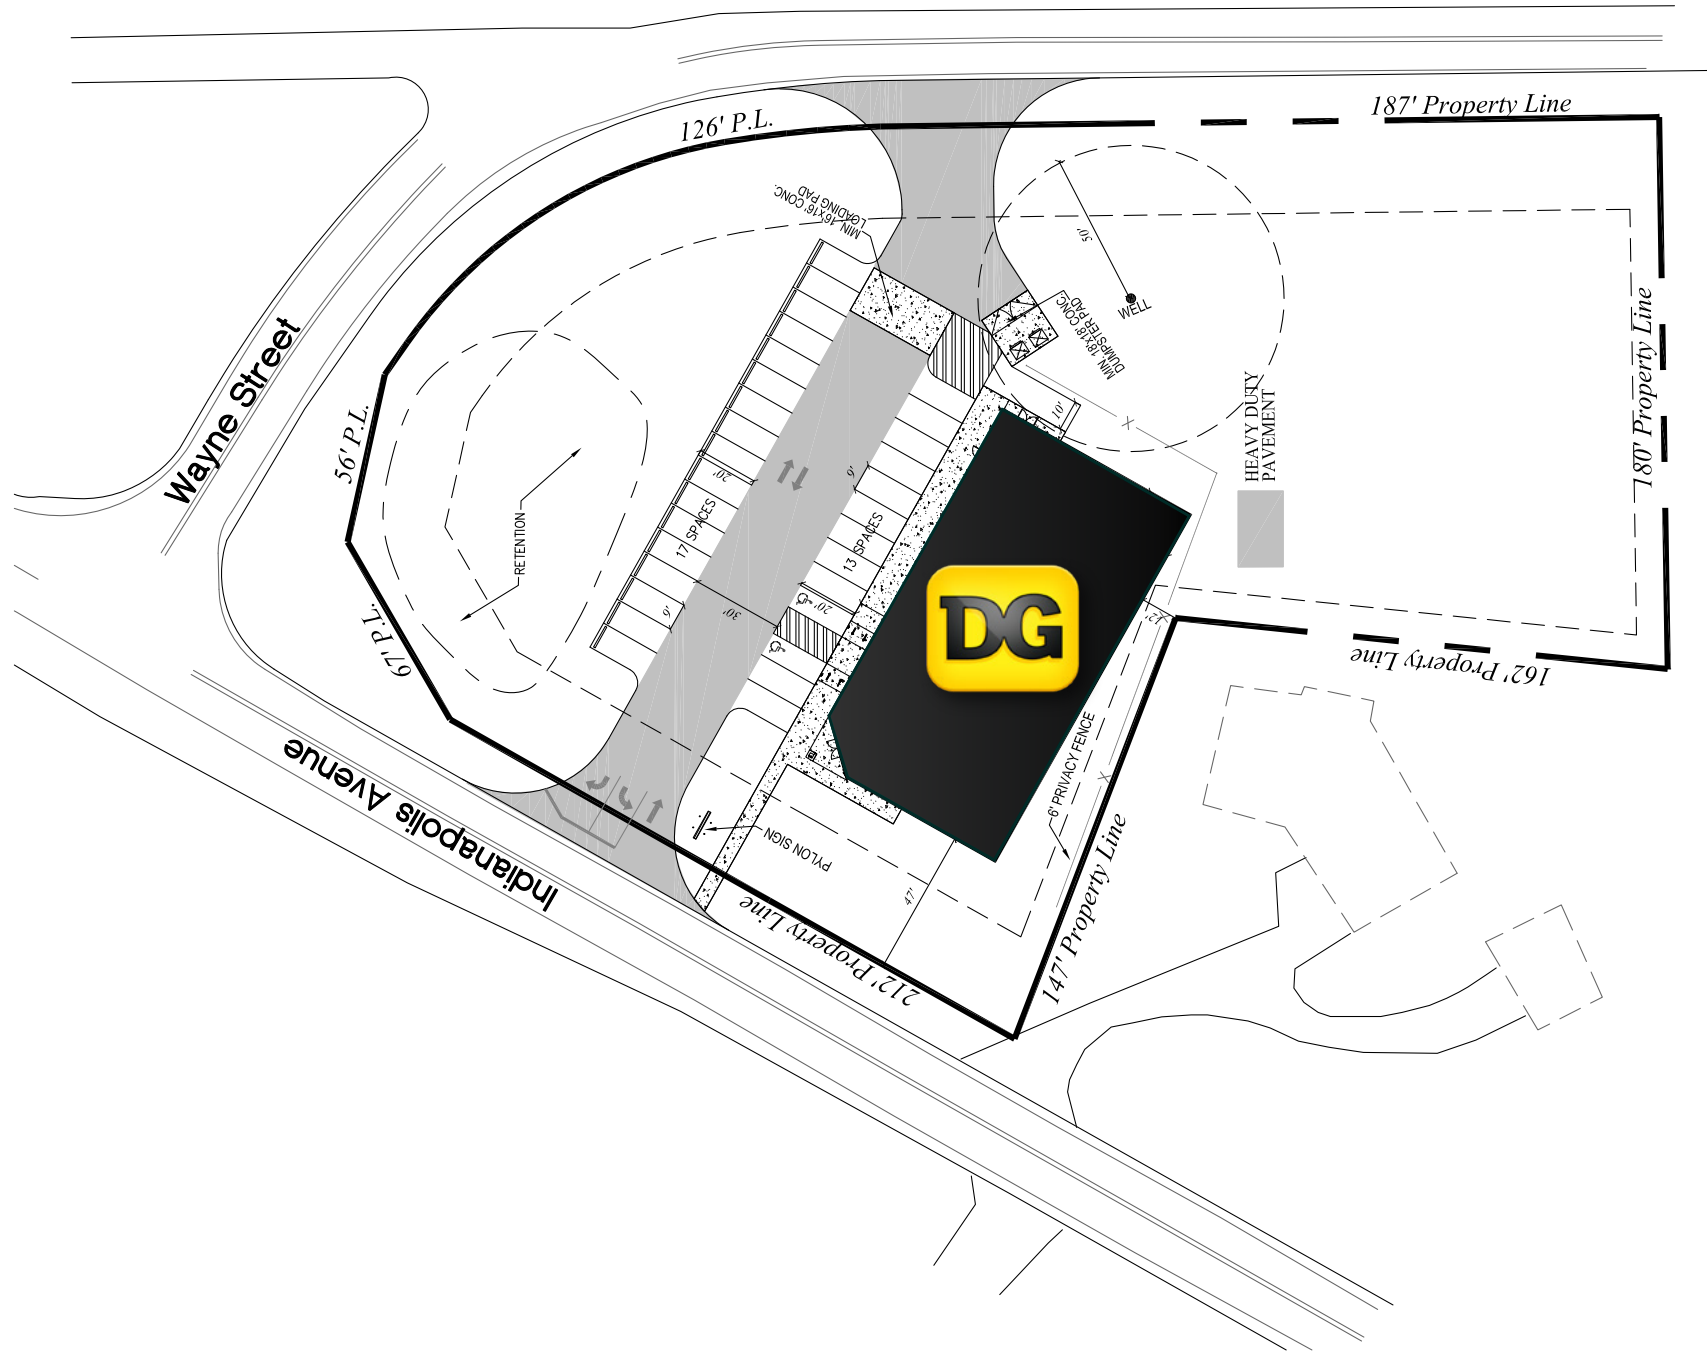 187' Property Line
126' P.L.
MIN. 16'x16' CONC.
LOADING PAD
50'
WELL
MIN. 18'x18' CONC.
DUMPSTER PAD
180' Property Line
Wayne Street
56' P.L.
HEAVY DUTY
PAVEMENT
10'
20'
9'
17 SPACES
13 SPACES
RETENTION
DG
9'
30'
20'
12'
67' P.L.
162' Property Line
6' PRIVACY FENCE
Indianapolis Avenue
PYLON SIGN
147' Property Line
47'
212' Property Line